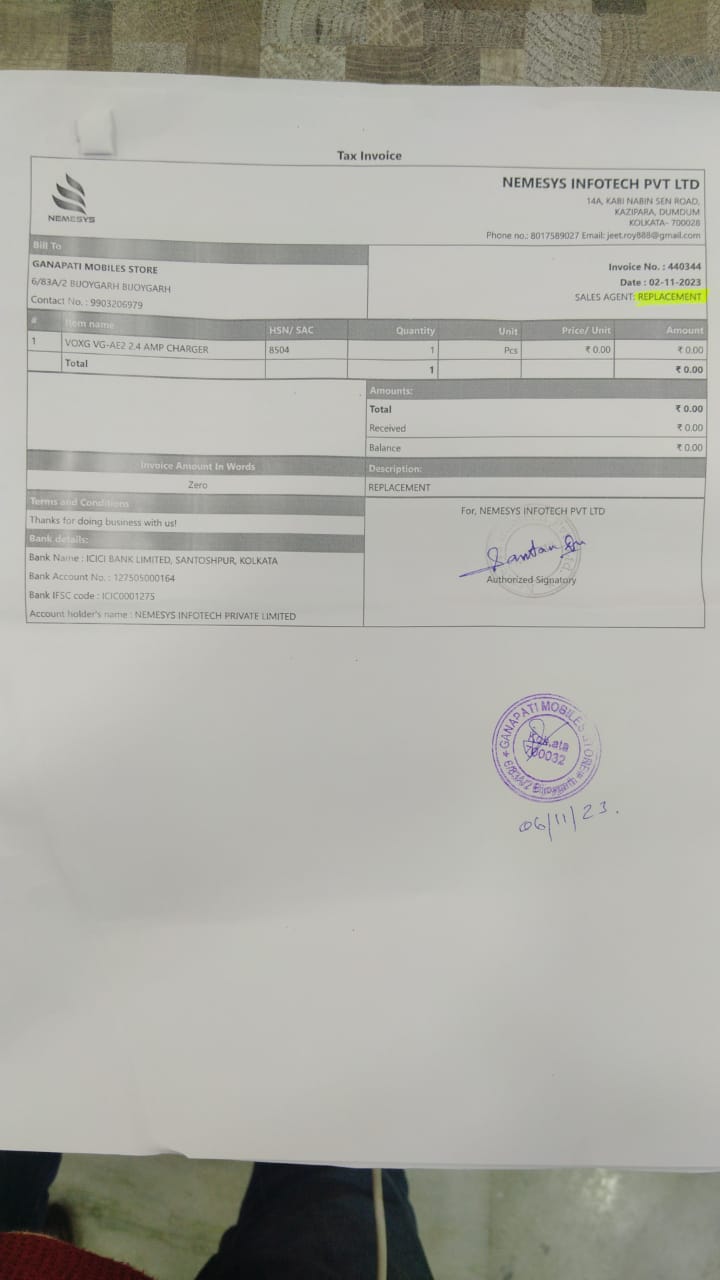 Tax Invoice
NEMESYS
NEMESYS INFOTECH PVT LTD
14A, KABI NABIN SEN ROAD,
KAZIPARA, DUMDUM
KOLKATA- 700028
Phone no.: 8017589027 Email: jeet.roy888@gmail.com
Bill To
GANAPATI MOBILES STORE
6/83A/2 BUOYGARH BUOYGARH
Contact No. : 9903206979
Invoice No. : 440344
Date : 02-11-2023
SALES AGENT: REPLACEMENT
# Item name HSN/ SAC Quantity Unit Price/ Unit Amount
1 VOXG VG-AE2 2.4 AMP CHARGER 8504 1 Pcs ₹ 0.00 ₹ 0.00
Total 1 ₹ 0.00
Amounts:
Total ₹ 0.00
Received ₹ 0.00
Balance ₹ 0.00
Invoice Amount In Words
Zero
Description:
REPLACEMENT
Terms and Conditions
Thanks for doing business with us!
Bank details:
Bank Name : ICICI BANK LIMITED, SANTOSHPUR, KOLKATA
Bank Account No. : 127505000164
Bank IFSC code : ICIC0001275
Account holder's name : NEMESYS INFOTECH PRIVATE LIMITED
For, NEMESYS INFOTECH PVT LTD
Authorized Signatory
GANAPATI MOBILES STORE
6/83A/2
Kolkata
700032
06/11/23.